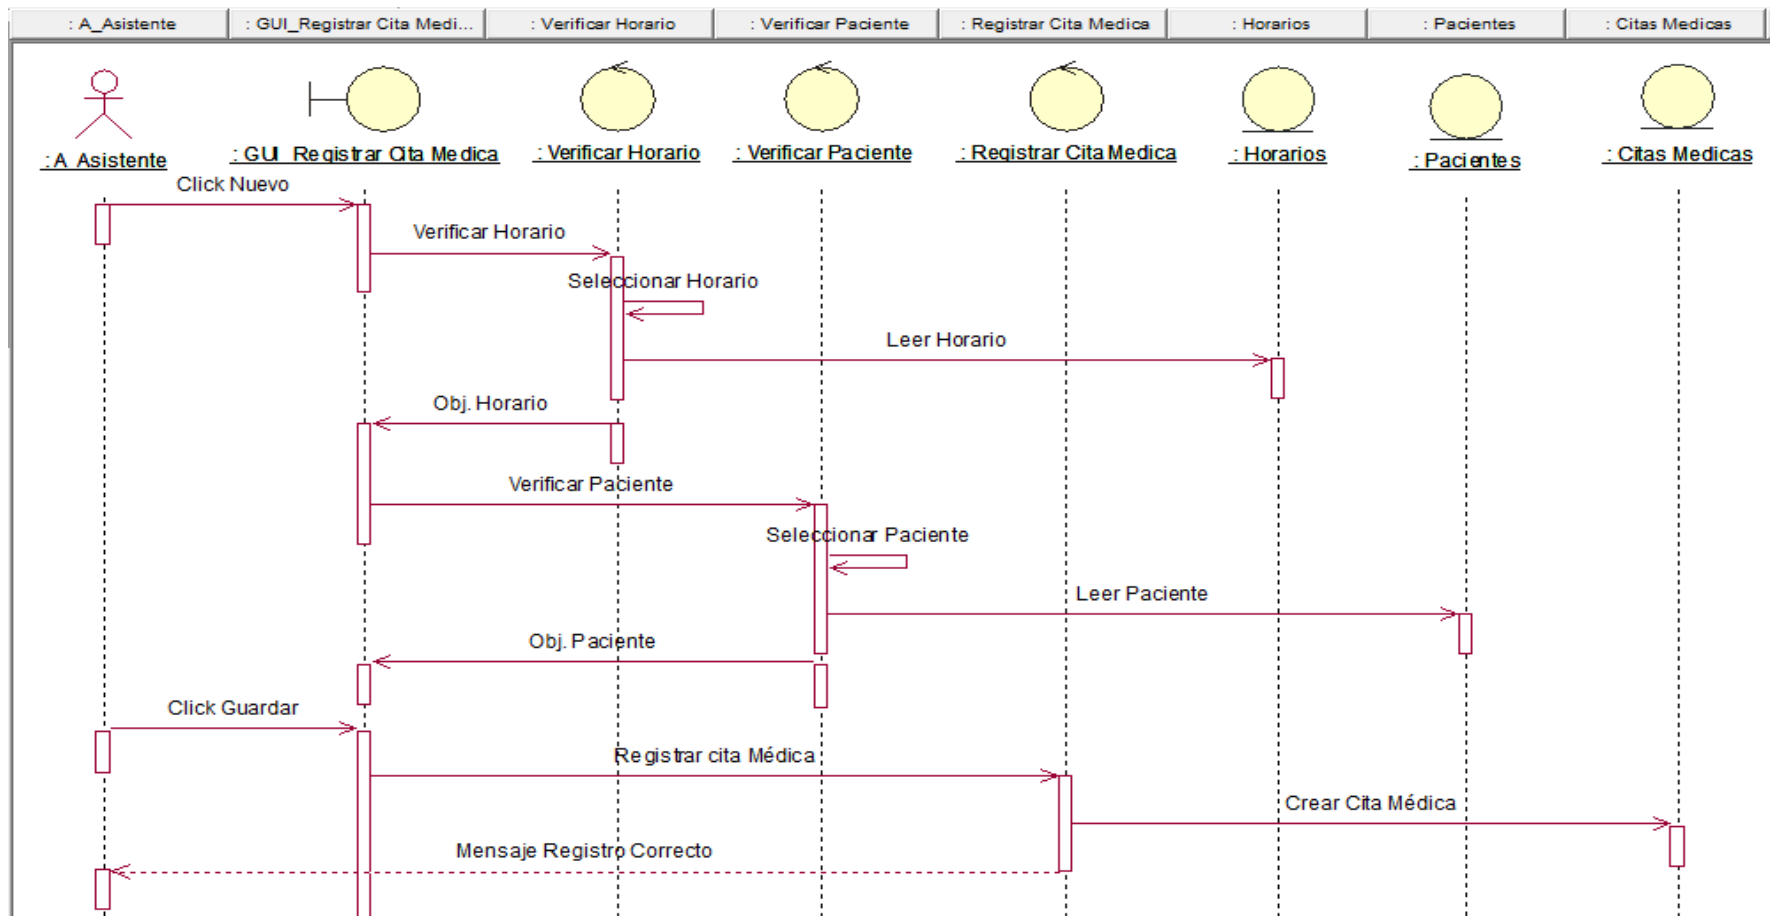 : A_Asistente
: GUI_Registrar Cita Medi...
: Verificar Horario
: Verificar Paciente
: Registrar Cita Medica
: Horarios
: Pacientes
: Citas Medicas
: A_Asistente
: GUI_Registrar Cita Medica
: Verificar Horario
: Verificar Paciente
: Registrar Cita Medica
: Horarios
: Pacientes
: Citas Medicas
Click Nuevo
Verificar Horario
Seleccionar Horario
Leer Horario
Obj. Horario
Verificar Paciente
Seleccionar Paciente
Leer Paciente
Obj. Paciente
Click Guardar
Registrar cita Médica
Crear Cita Médica
Mensaje Registro Correcto